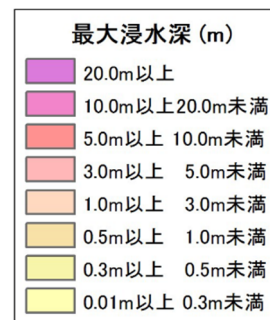 最大浸水深 (m)
20.0m以上
10.0m以上20.0m未満
5.0m以上 10.0m未満
3.0m以上 5.0m未満
1.0m以上 3.0m未満
0.5m以上 1.0m未満
0.3m以上 0.5m未満
0.01m以上 0.3m未満